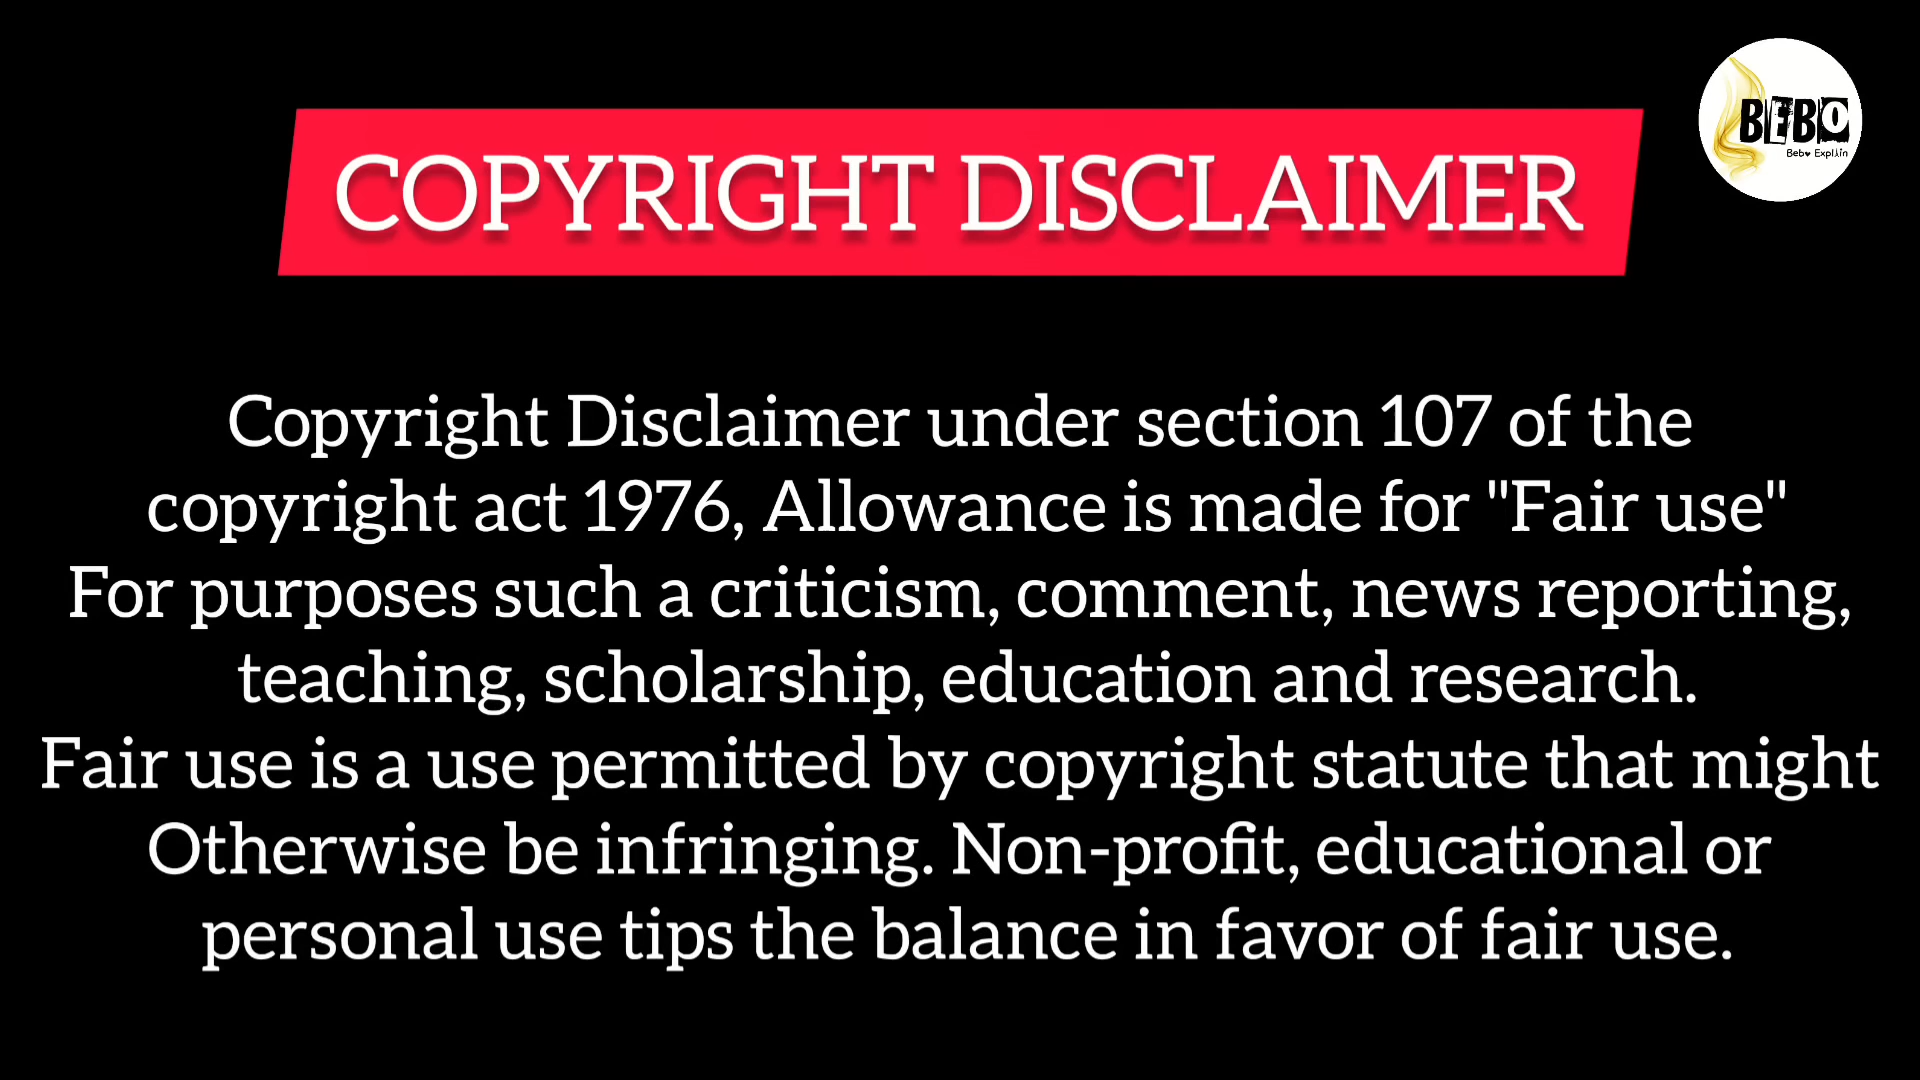 COPYRIGHT DISCLAIMER
BEBO
Copyright Disclaimer under section 107 of the
copyright act 1976, Allowance is made for "Fair use"
For purposes such a criticism, comment, news reporting,
teaching, scholarship, education and research.
Fair use is a use permitted by copyright statute that might
Otherwise be infringing. Non-profit, educational or
personal use tips the balance in favor of fair use.